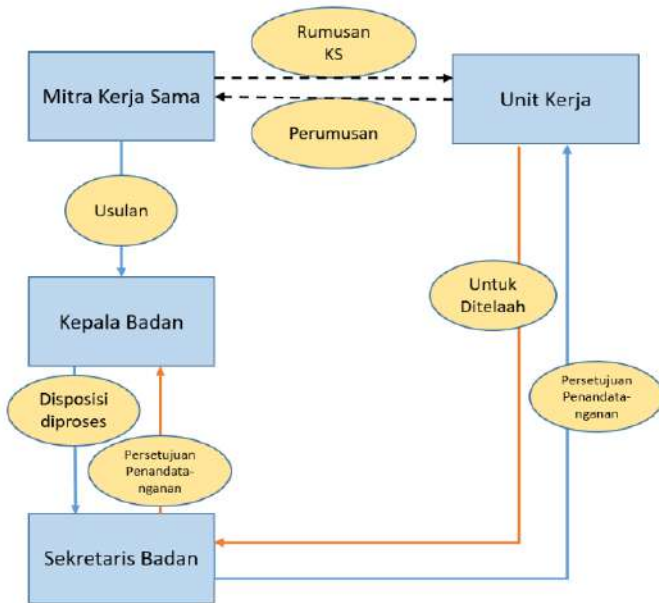 Rumusan
KS
Mitra Kerja Sama
Unit Kerja
Perumusan
Usulan
Untuk
Ditelaah
Kepala Badan
Disposisi
diproses
Persetujuan
Penandata-
nganan
Persetujuan
Penandata-
nganan
Sekretaris Badan